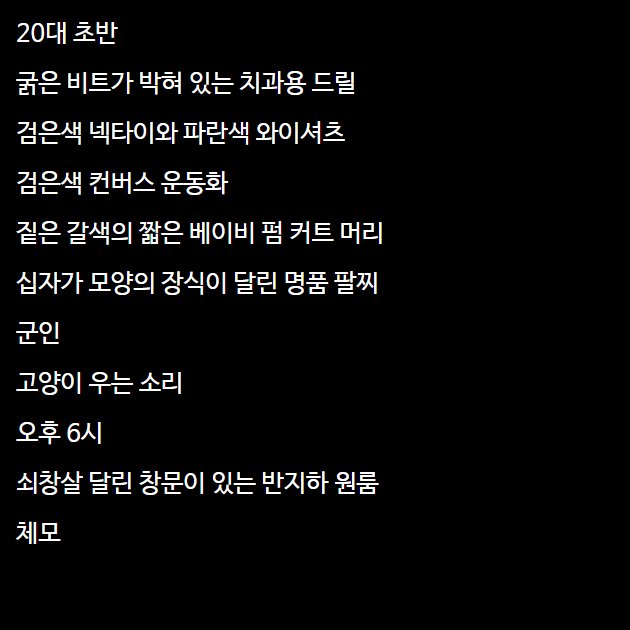 20대 초반
굵은 비트가 박혀 있는 치과용 드릴
검은색 넥타이와 파란색 와이셔츠
검은색 컨버스 운동화
짙은 갈색의 짧은 베이비 펌 커트 머리
십자가 모양의 장식이 달린 명품 팔찌
군인
고양이 우는 소리
오후 6시
쇠창살 달린 창문이 있는 반지하 원룸
체모